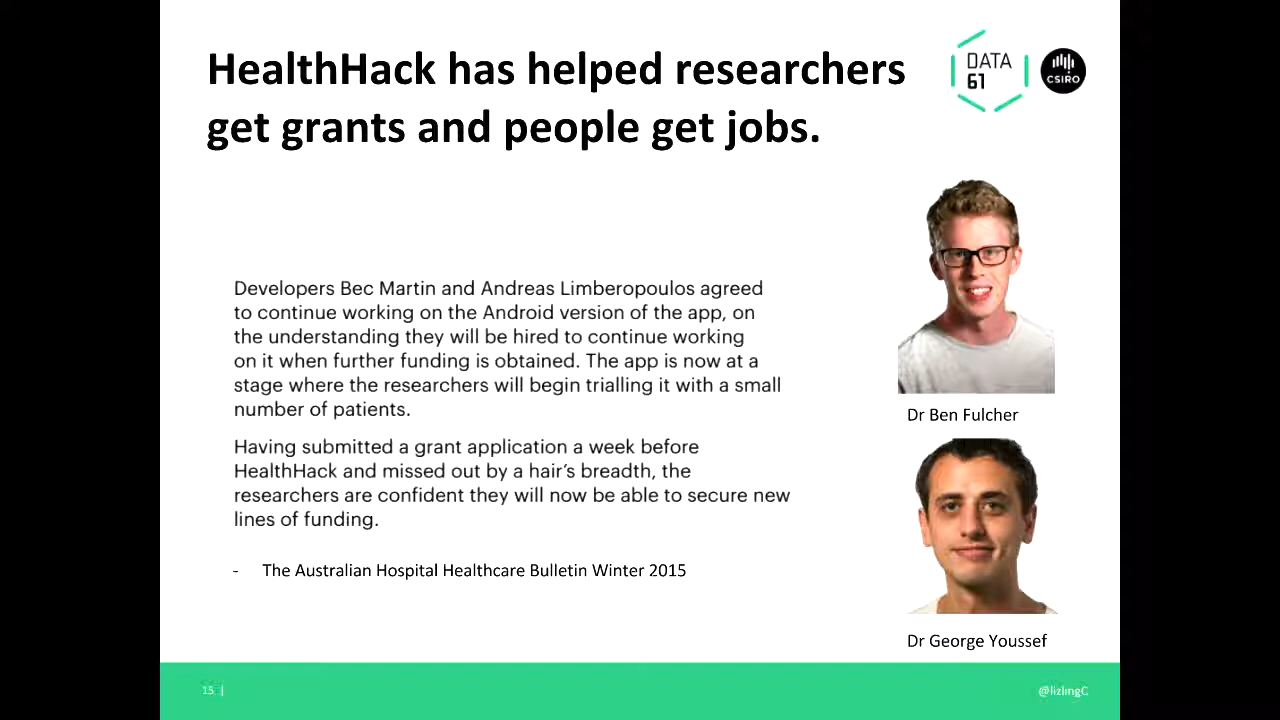 HealthHack has helped researchers
get grants and people get jobs.
DATA
61
CSIRO
Developers Bec Martin and Andreas Limberopoulos agreed
to continue working on the Android version of the app, on
the understanding they will be hired to continue working
on it when further funding is obtained. The app is now at a
stage where the researchers will begin trialling it with a small
number of patients.
Having submitted a grant application a week before
HealthHack and missed out by a hair’s breadth, the
researchers are confident they will now be able to secure new
lines of funding.
- The Australian Hospital Healthcare Bulletin Winter 2015
Dr Ben Fulcher
Dr George Youssef
15 |
@lizlingC